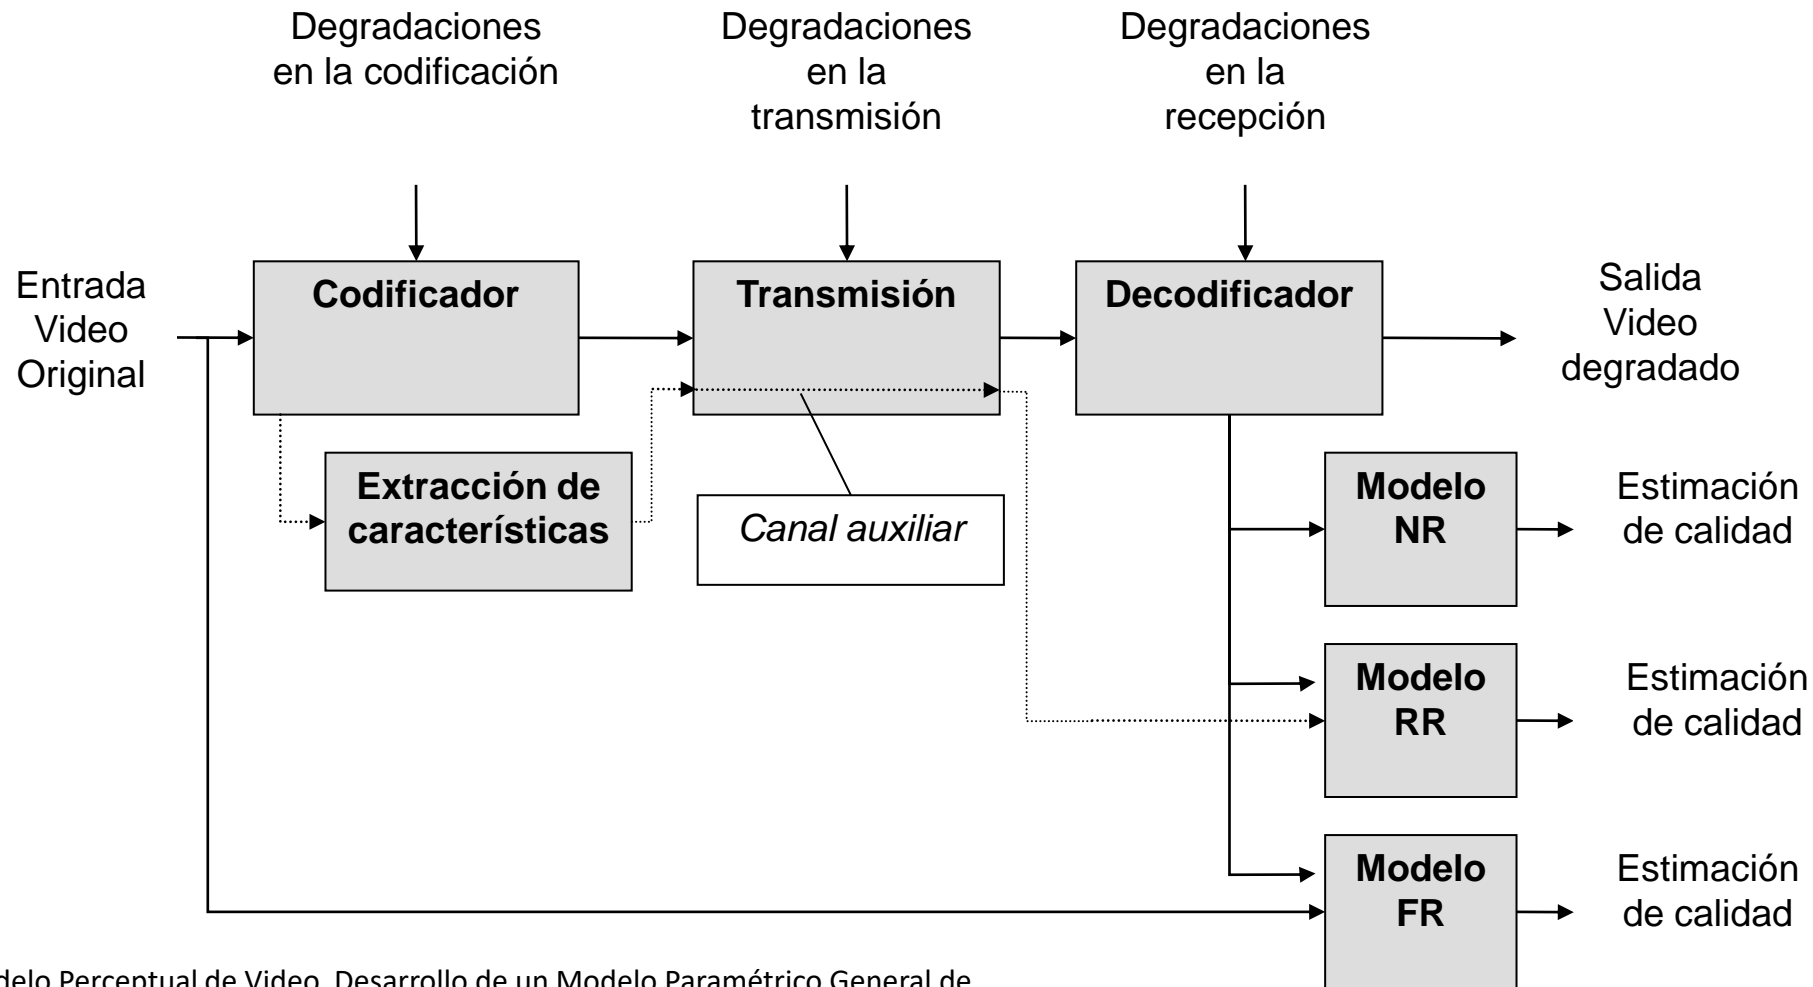 Degradaciones
en la codificación
Degradaciones
en la
transmisión
Degradaciones
en la
recepción
Entrada
Video
Original
Codificador
Transmisión
Decodificador
Salida
Video
degradado
Extracción de
características
Canal auxiliar
Modelo
NR
Estimación
de calidad
Modelo
RR
Estimación
de calidad
Modelo
FR
Estimación
de calidad
Perceptual de Video. Desarrollo de un Modelo Paramétrico General de